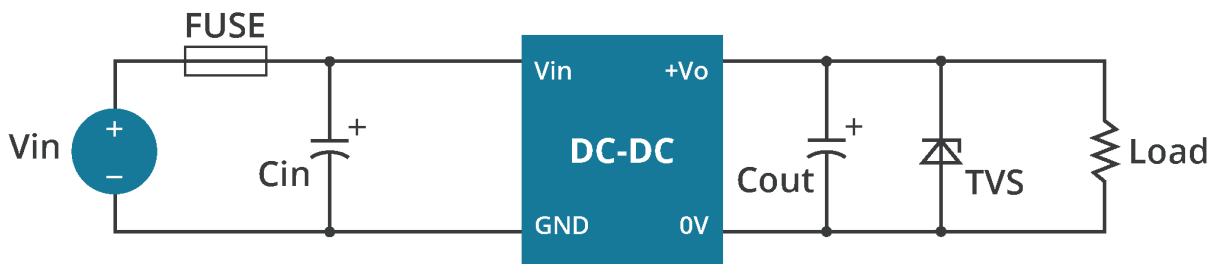 FUSE
Vin
+
−
Cin
+
Vin
+Vo
DC-DC
GND
0V
Cout
+
TVS
Load